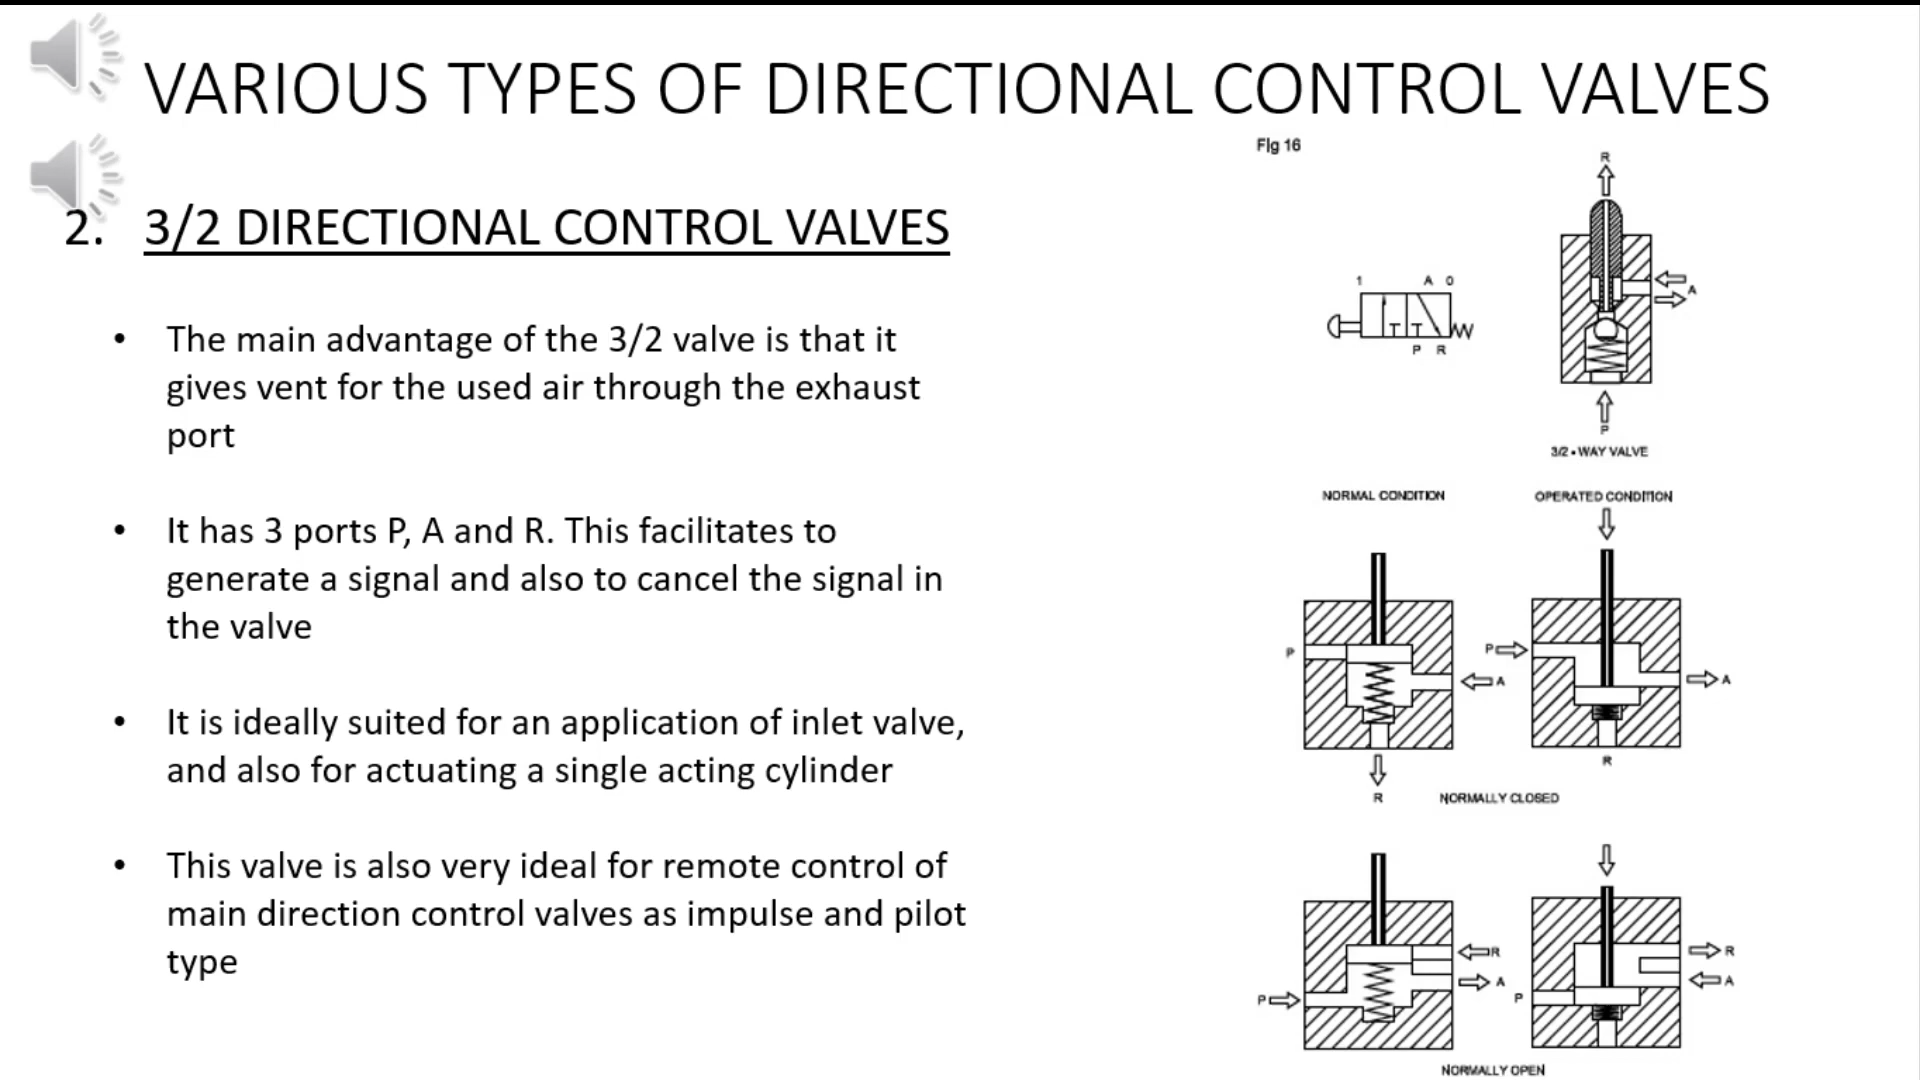 VARIOUS TYPES OF DIRECTIONAL CONTROL VALVES
2. 3/2 DIRECTIONAL CONTROL VALVES
• The main advantage of the 3/2 valve is that it
gives vent for the used air through the exhaust
port
• It has 3 ports P, A and R. This facilitates to
generate a signal and also to cancel the signal in
the valve
• It is ideally suited for an application of inlet valve,
and also for actuating a single acting cylinder
• This valve is also very ideal for remote control of
main direction control valves as impulse and pilot
type
Fig 16
R
1 A 0
A
P R
P
3/2 - WAY VALVE
NORMAL CONDITION OPERATED CONDITION
P A P A
R R
NORMALLY CLOSED
R R
A A
P P
NORMALLY OPEN